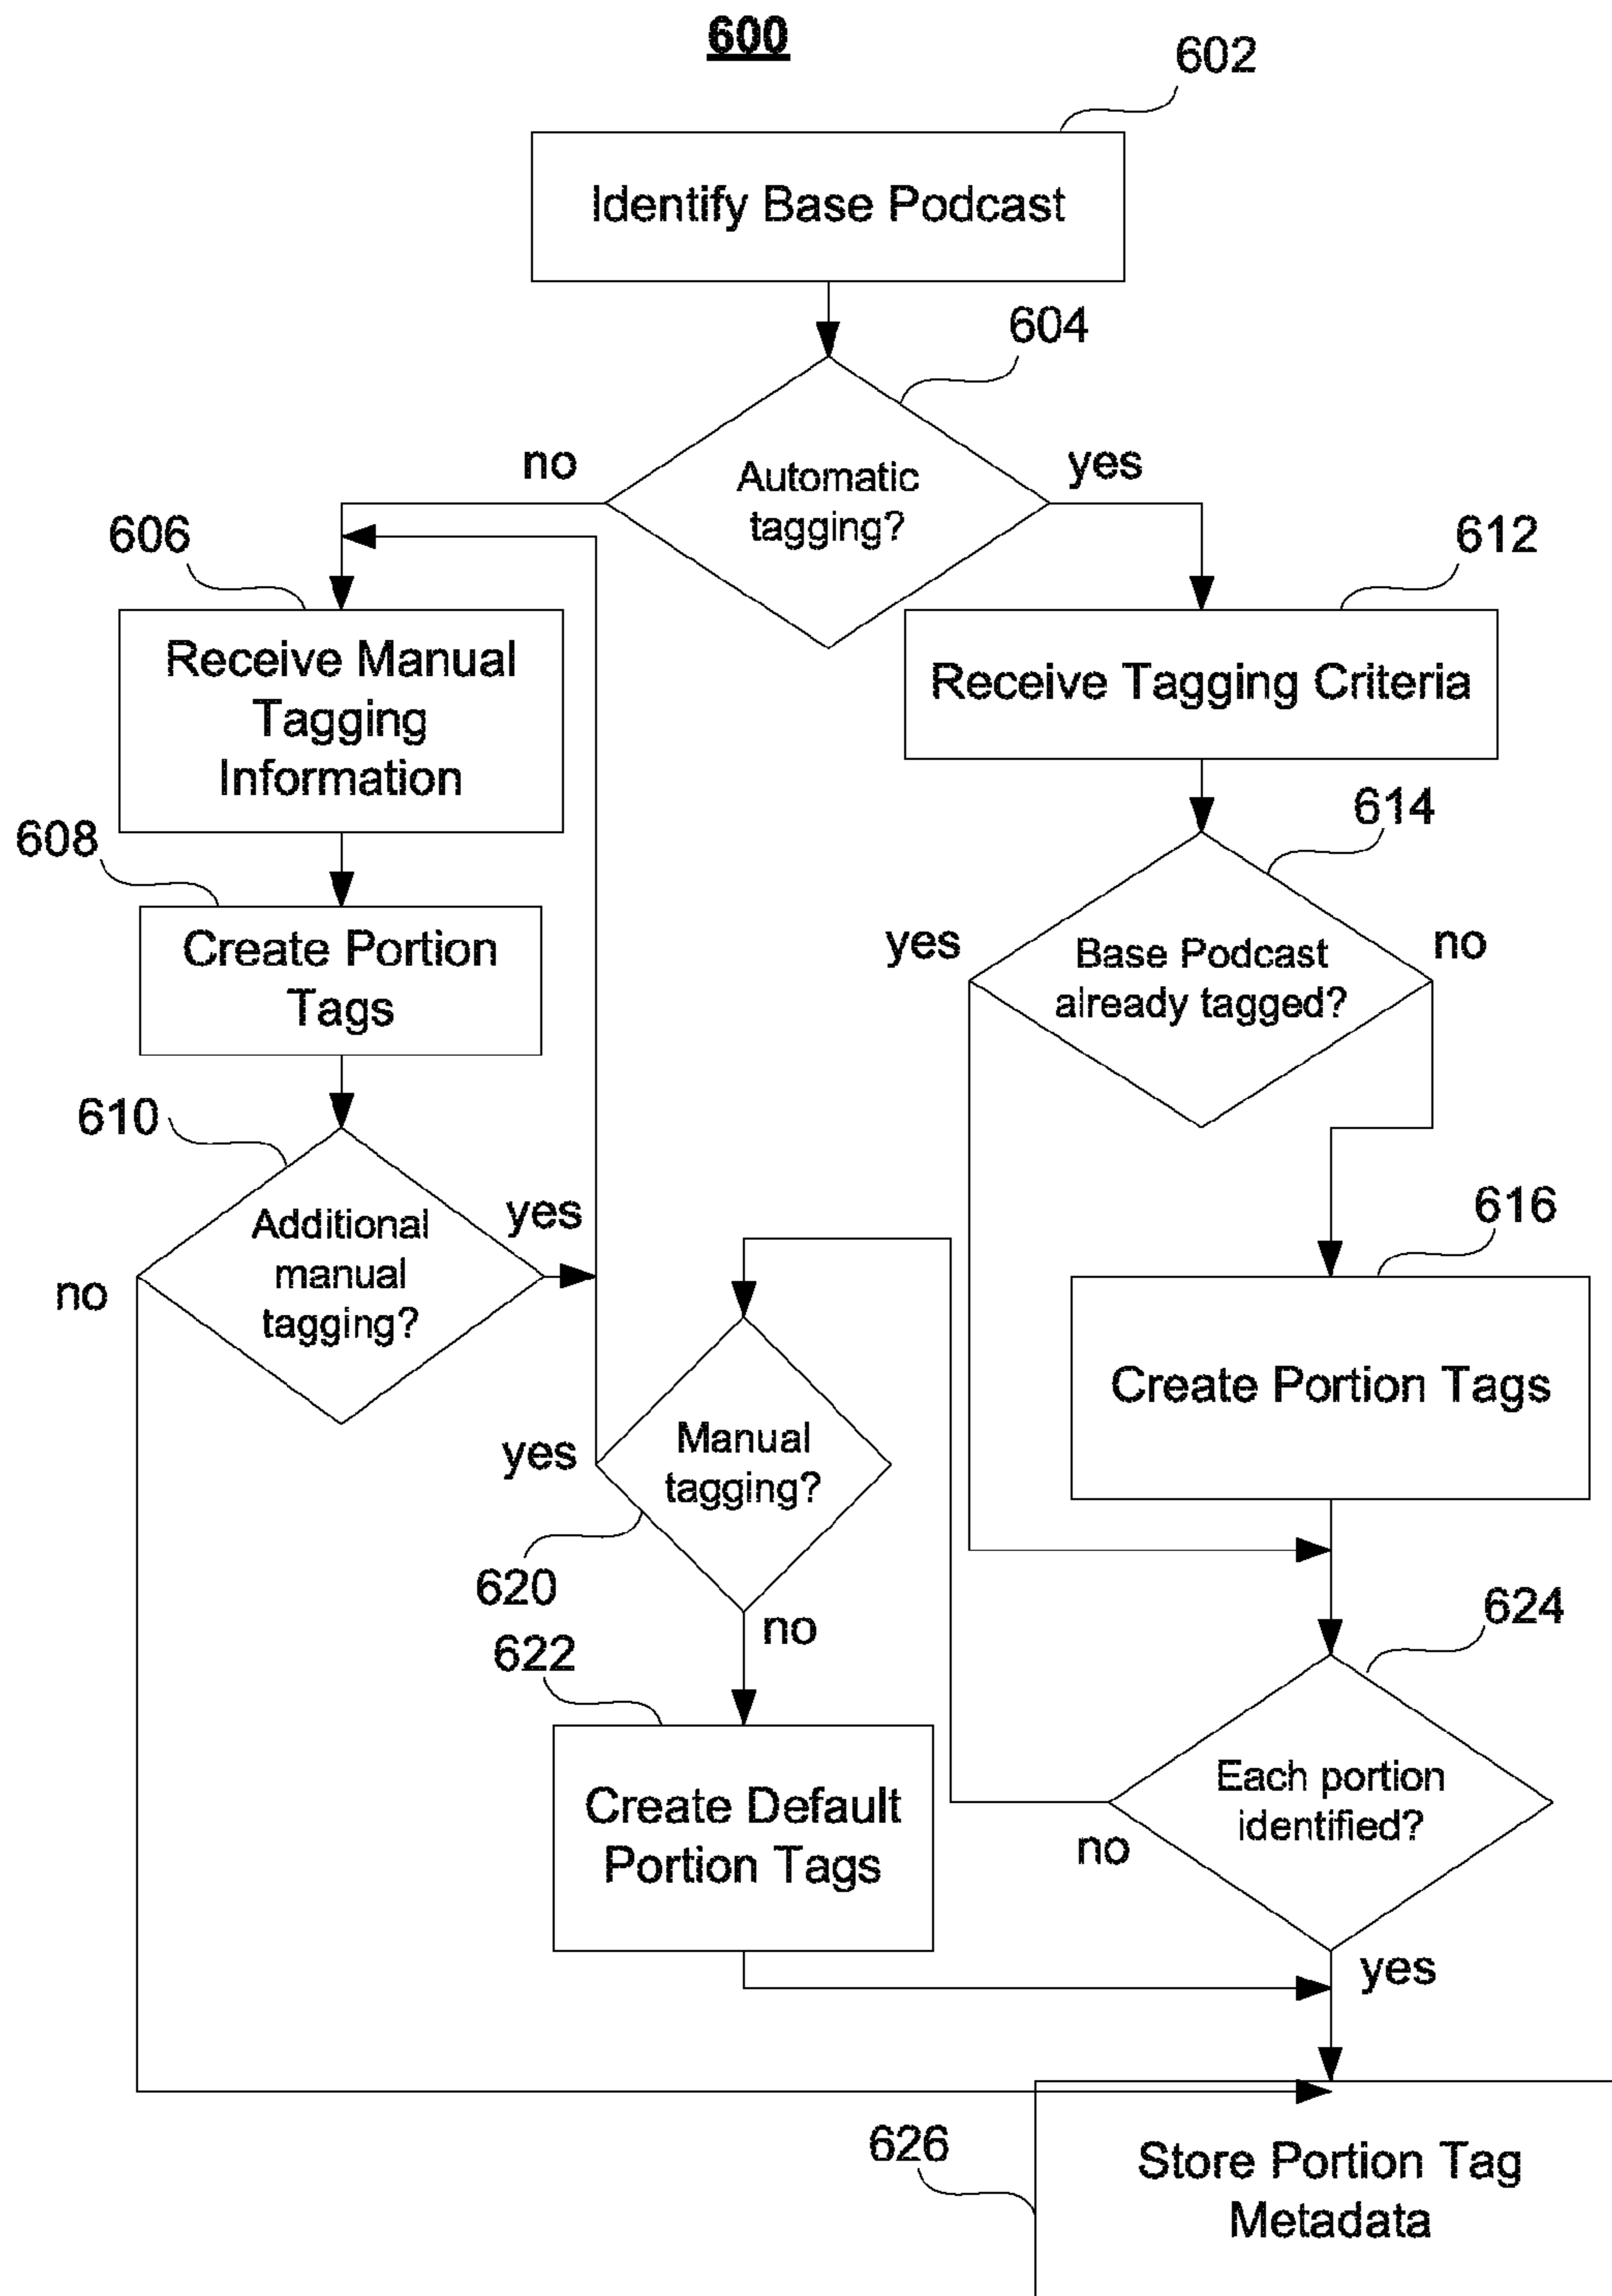 600
602
Identify Base Podcast
604
Automatic
tagging?
no
yes
606
Receive Manual
Tagging
Information
612
Receive Tagging Criteria
608
Create Portion
Tags
614
Base Podcast
already tagged?
yes
no
610
Additional
manual
tagging?
yes
no
616
Create Portion Tags
Manual
tagging?
yes
620
no
622
Create Default
Portion Tags
624
Each portion
identified?
no
yes
626
Store Portion Tag
Metadata